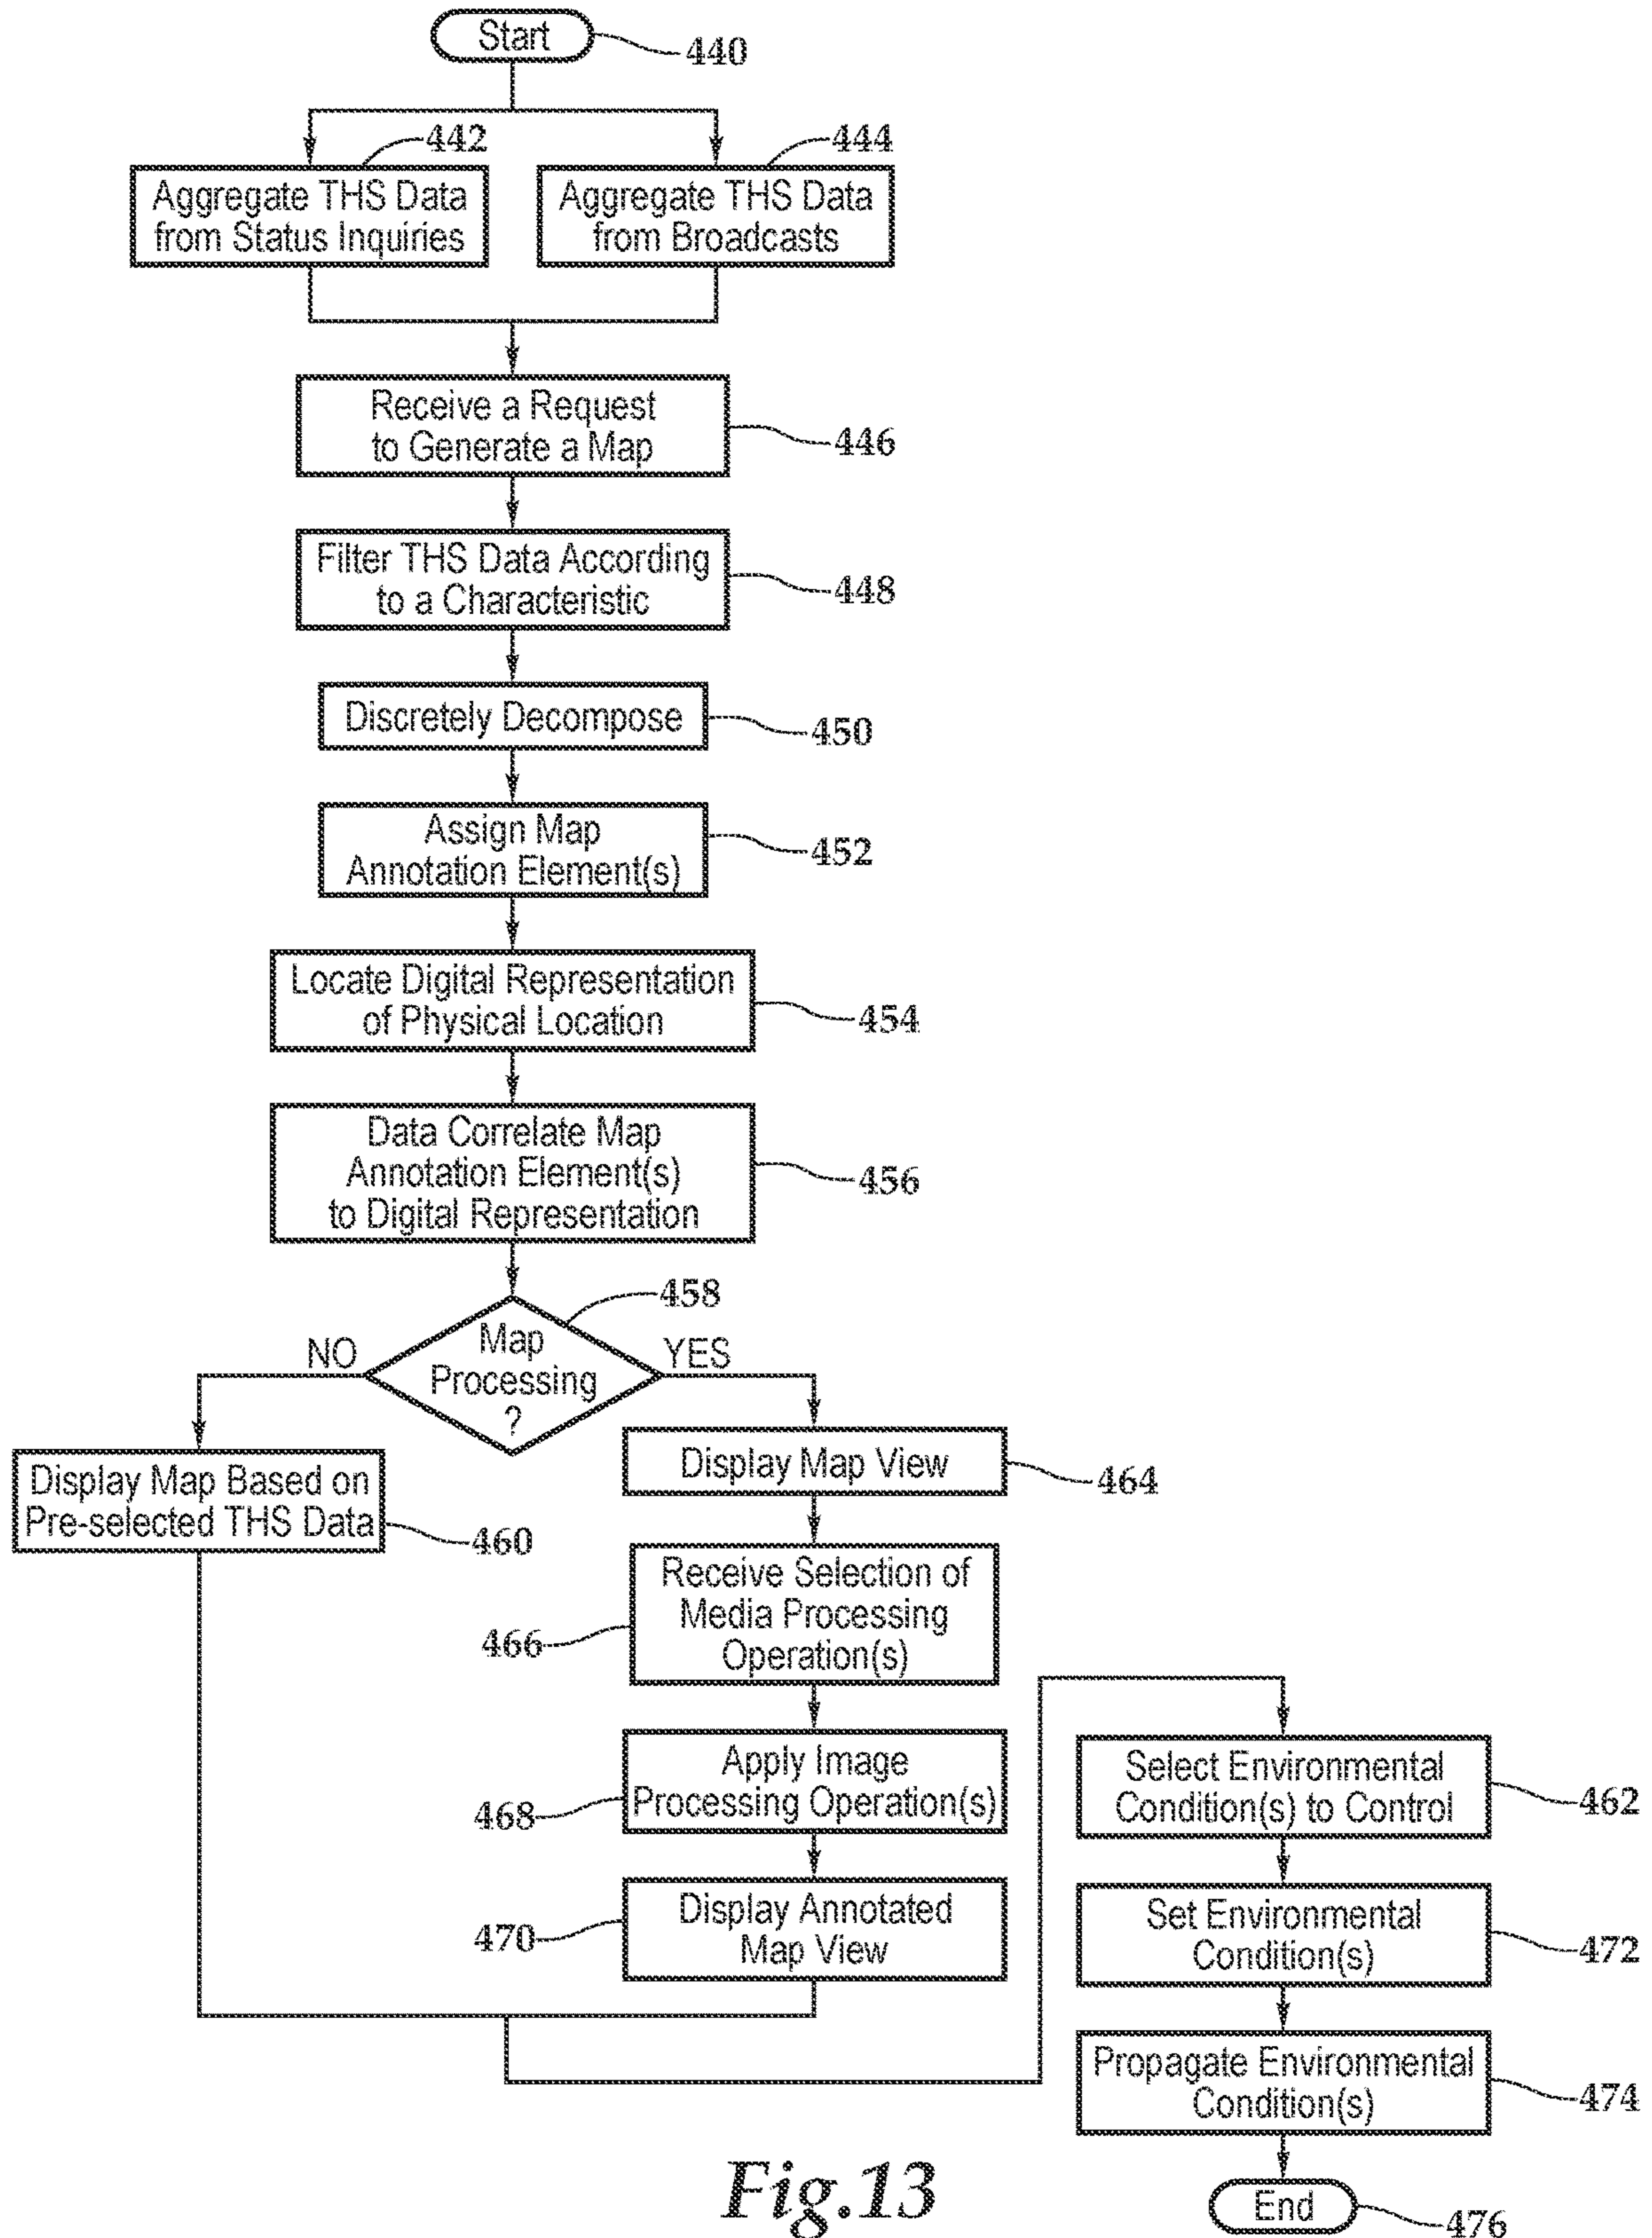 Start
440
442
444
Aggregate THS Data
from Status Inquiries
Aggregate THS Data
from Broadcasts
Receive a Request
to Generate a Map
446
Filter THS Data According
to a Characteristic
448
Discretely Decompose
450
Assign Map
Annotation Element(s)
452
Locate Digital Representation
of Physical Location
454
Data Correlate Map
Annotation Element(s)
to Digital Representation
456
458
NO
Map
Processing
?
YES
Display Map Based on
Pre-selected THS Data
460
Display Map View
464
Receive Selection of
Media Processing
Operation(s)
466
Apply Image
Processing Operation(s)
468
Display Annotated
Map View
470
Select Environmental
Condition(s) to Control
462
Set Environmental
Condition(s)
472
Propagate Environmental
Condition(s)
474
End
476
Fig.13